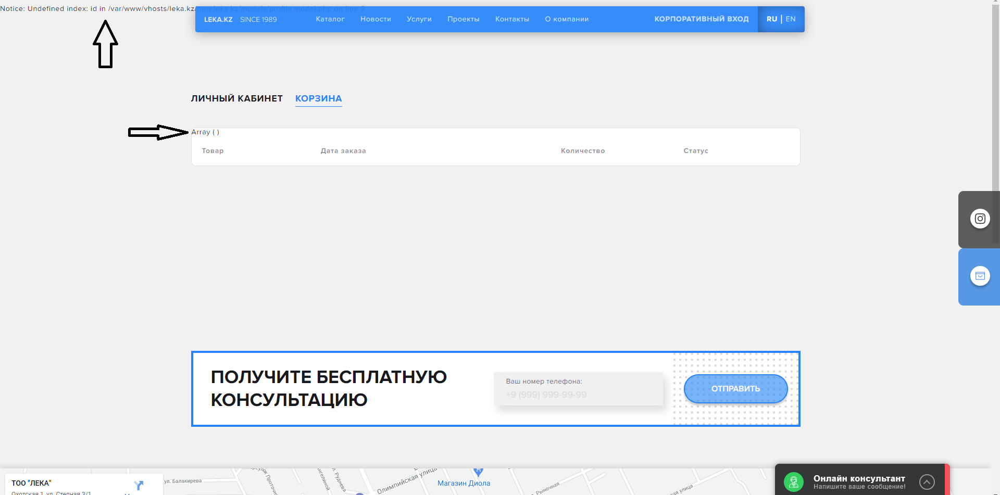 Notice: Undefined index: id in /var/www/vhosts/leka.kz/new.leka.kz/models/profile.model.php on line 9
LEKA.KZ SINCE 1989 Каталог Новости Услуги Проекты Контакты О компании КОРПОРАТИВНЫЙ ВХОД RU | EN
ЛИЧНЫЙ КАБИНЕТ КОРЗИНА
Array ( )
Товар Дата заказа Количество Статус
ПОЛУЧИТЕ БЕСПЛАТНУЮ
КОНСУЛЬТАЦИЮ
Ваш номер телефона:
+9 (999) 999-99-99
ОТПРАВИТЬ
ТОО "ЛЕКА"
Охотская 1, ул. Степная 3/1
ул. Балакирева
переулок Проточн
ул. Руднева
Олимпийская улица
Магазин Диола
Рыночная
улица
Онлайн консультант
Напишите ваше сообщение!